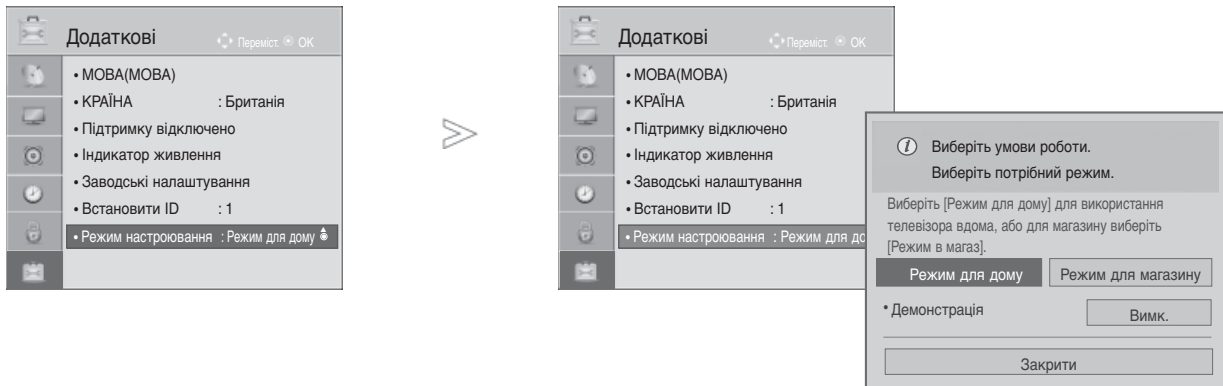 Додаткові
Переміст. OK
• МОВА(МОВА)
• КРАЇНА : Британія
• Підтримку відключено
• Індикатор живлення
• Заводські налаштування
• Встановити ID : 1
• Режим настроювання : Режим для дому
Додаткові
Переміст. OK
• МОВА(МОВА)
• КРАЇНА : Британія
• Підтримку відключено
• Індикатор живлення
• Заводські налаштування
• Встановити ID : 1
• Режим настроювання : Режим для до
Виберіть умови роботи.
Виберіть потрібний режим.
Виберіть [Режим для дому] для використання
телевізора вдома, або для магазину виберіть
[Режим в магаз].
Режим для дому Режим для магазину
• Демонстрація Вимк.
Закрити